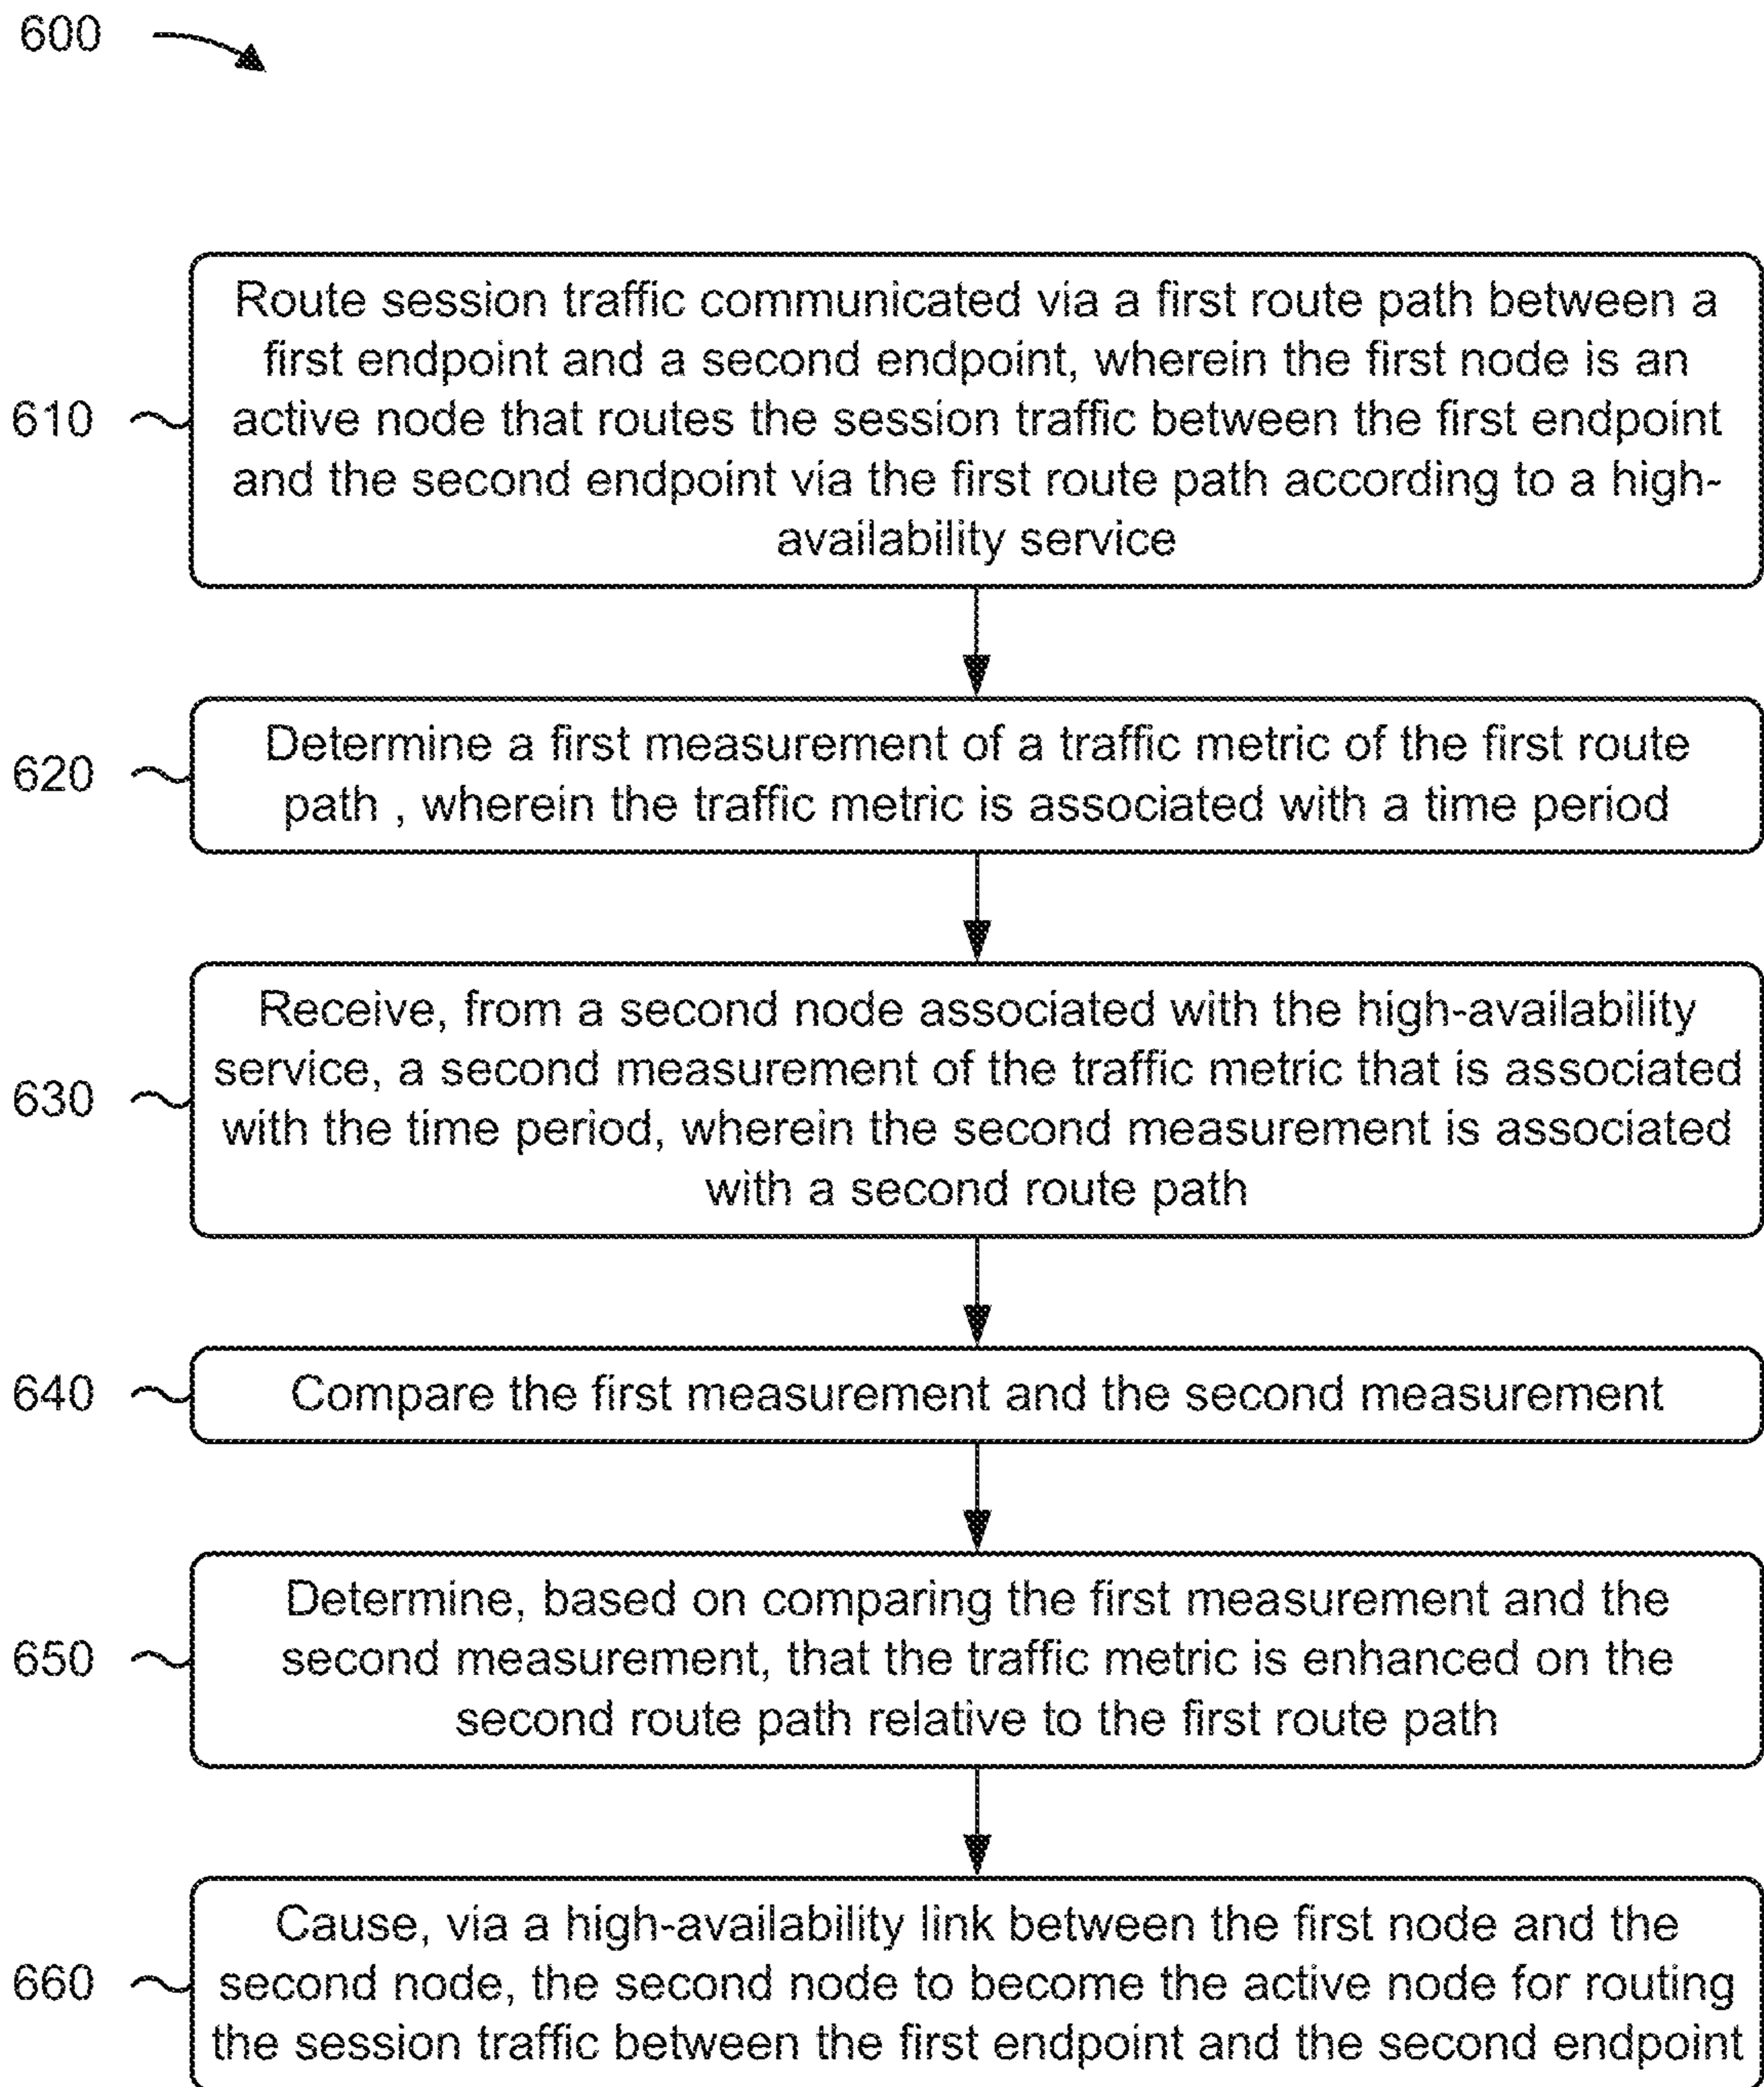 600
Route session traffic communicated via a first route path between a
first endpoint and a second endpoint, wherein the first node is an
active node that routes the session traffic between the first endpoint
and the second endpoint via the first route path according to a high-
availability service
610
Determine a first measurement of a traffic metric of the first route
path , wherein the traffic metric is associated with a time period
620
Receive, from a second node associated with the high-availability
service, a second measurement of the traffic metric that is associated
with the time period, wherein the second measurement is associated
with a second route path
630
Compare the first measurement and the second measurement
640
Determine, based on comparing the first measurement and the
second measurement, that the traffic metric is enhanced on the
second route path relative to the first route path
650
Cause, via a high-availability link between the first node and the
second node, the second node to become the active node for routing
the session traffic between the first endpoint and the second endpoint
660